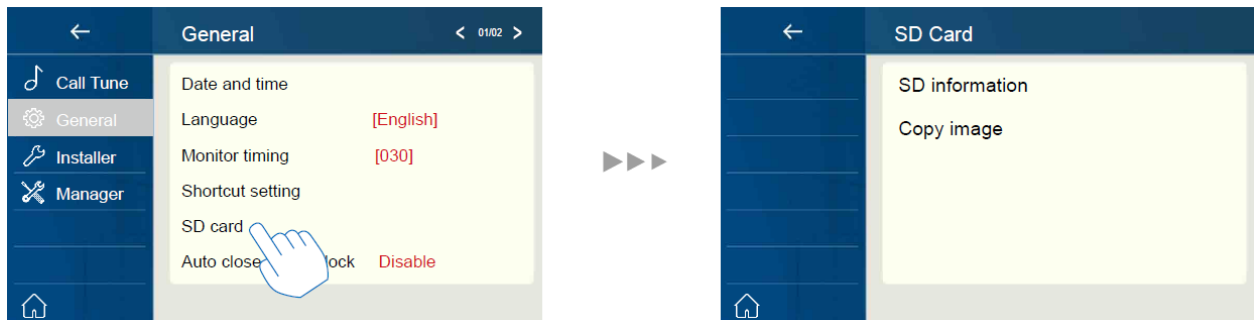 General
01/02
Call Tune
General
Installer
Manager
Date and time
Language [English]
Monitor timing [030]
Shortcut setting
SD card
Auto close lock Disable
SD Card
SD information
Copy image